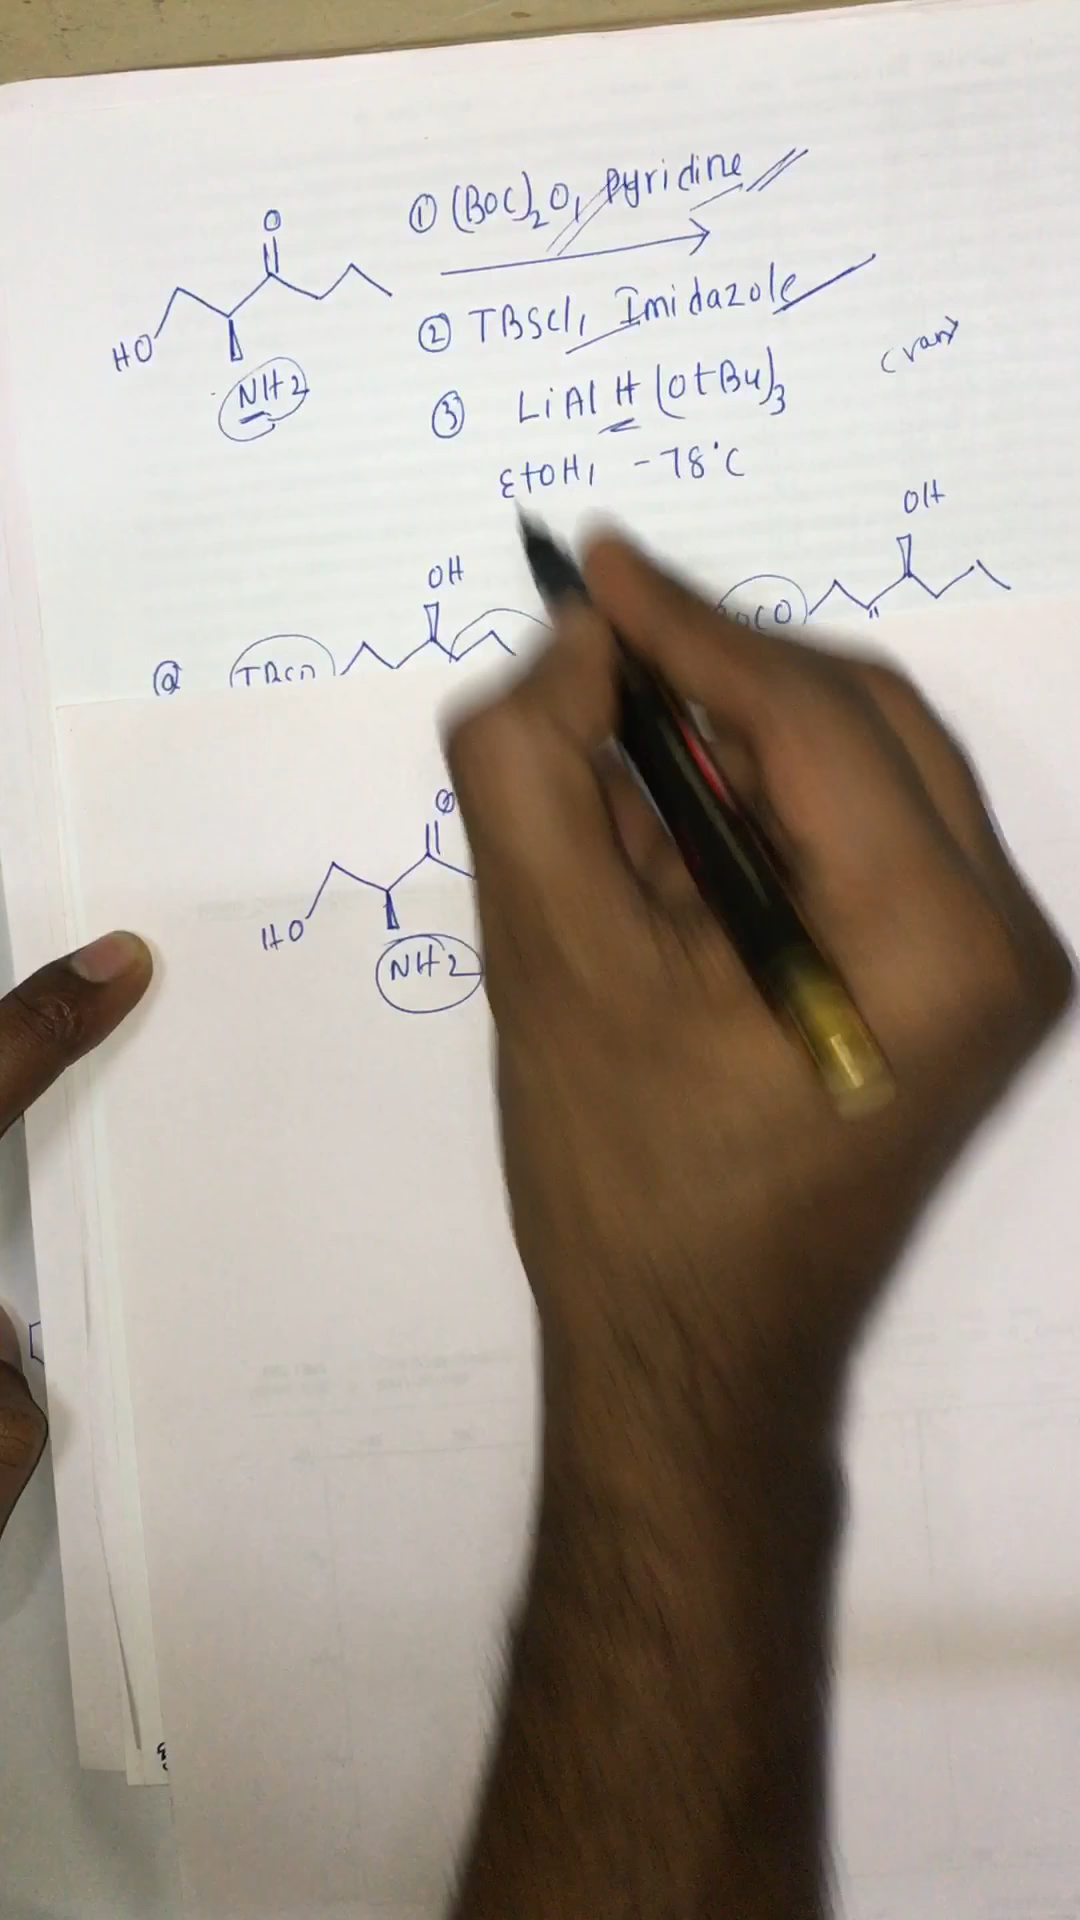 O
① (BOC)₂O, Pyridine
HO
NH2
② TBSCl, Imidazole
③ LiAlH(OtBu)₃
EtOH, -78°C
OH
OH
ⓐ
HO
O
NH2